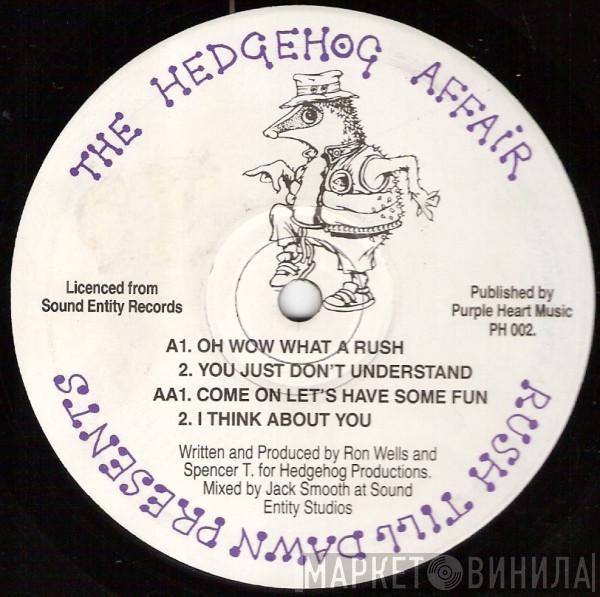 THE HEDGEHOG AFFAIR
Licenced from
Sound Entity Records
Published by
Purple Heart Music
PH 002.
A1. OH WOW WHAT A RUSH
2. YOU JUST DON'T UNDERSTAND
AA1. COME ON LET'S HAVE SOME FUN
2. I THINK ABOUT YOU
Written and Produced by Ron Wells and
Spencer T. for Hedgehog Productions.
Mixed by Jack Smooth at Sound
Entity Studios
RUSH TILL DAWN PRESENTS
МАРКЕТ ВИНИЛА